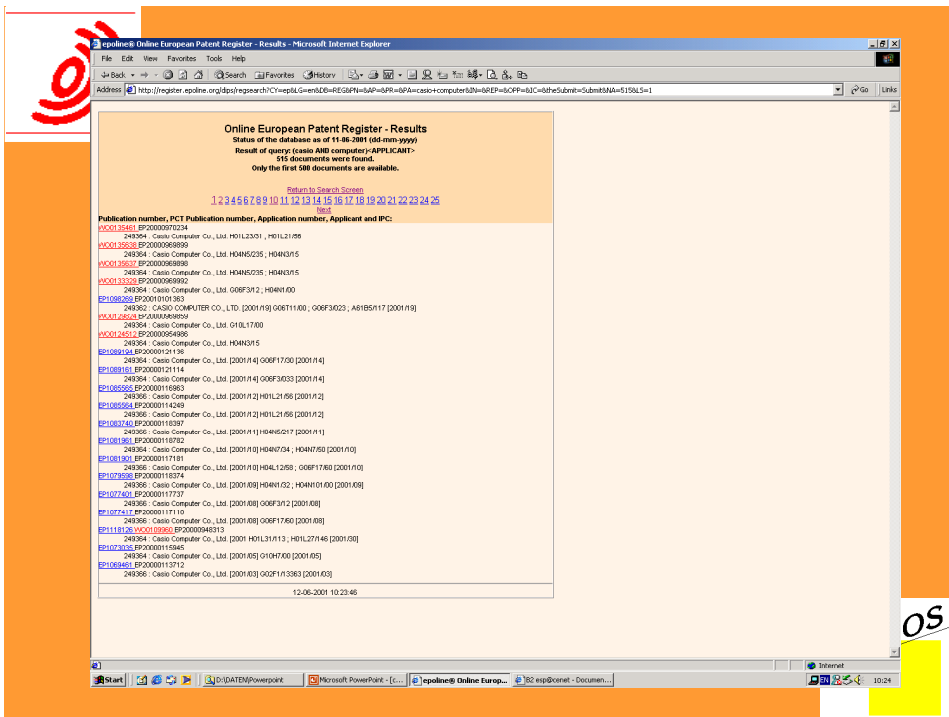 epoline® Online European Patent Register - Results - Microsoft Internet Explorer
File Edit View Favorites Tools Help
Back Search Favorites History
Address http://register.epoline.org/dips/regsearch?CY=ep&LG=en&DB=REG&PN=&AP=&PR=&PA=casio+computer&IN=&REP=&OPP=&IC=&theSubmit=Submit&NA=515&LS=1 Go Links
Online European Patent Register - Results
Status of the database as of 11-06-2001 (dd-mm-yyyy)
Result of query: (casio AND computer)<APPLICANT>
515 documents were found.
Only the first 500 documents are available.
Return to Search Screen
1 2 3 4 5 6 7 8 9 10 11 12 13 14 15 16 17 18 19 20 21 22 23 24 25
Next
Publication number, PCT Publication number, Application number, Applicant and IPC:
WO0135461 EP20000970234
249364 : Casio Computer Co., Ltd. H01L23/31 ; H01L21/56
WO0135638 EP20000969899
249364 : Casio Computer Co., Ltd. H04N5/235 ; H04N3/15
WO0135637 EP20000969898
249364 : Casio Computer Co., Ltd. H04N5/235 ; H04N3/15
WO0133329 EP20000969992
249364 : Casio Computer Co., Ltd. G06F3/12 ; H04N1/00
EP1098269 EP20010101363
249362 : CASIO COMPUTER CO., LTD. [2001/19] G06T11/00 ; G06F3/023 ; A61B5/117 [2001/19]
WO0129824 EP20000969859
249364 : Casio Computer Co., Ltd. G10L17/00
WO0124512 EP20000954986
249364 : Casio Computer Co., Ltd. H04N3/15
EP1089194 EP20000121136
249364 : Casio Computer Co., Ltd. [2001/14] G06F17/30 [2001/14]
EP1089161 EP20000121114
249364 : Casio Computer Co., Ltd. [2001/14] G06F3/033 [2001/14]
EP1085565 EP20000116963
249366 : Casio Computer Co., Ltd. [2001/12] H01L21/56 [2001/12]
EP1085564 EP20000114249
249366 : Casio Computer Co., Ltd. [2001/12] H01L21/56 [2001/12]
EP1083740 EP20000118397
249366 : Casio Computer Co., Ltd. [2001/11] H04N5/217 [2001/11]
EP1081961 EP20000118782
249364 : Casio Computer Co., Ltd. [2001/10] H04N7/34 ; H04N7/50 [2001/10]
EP1081901 EP20000117181
249366 : Casio Computer Co., Ltd. [2001/10] H04L12/58 ; G06F17/60 [2001/10]
EP1079598 EP20000118374
249366 : Casio Computer Co., Ltd. [2001/09] H04N1/32 ; H04N101/00 [2001/09]
EP1077401 EP20000117737
249366 : Casio Computer Co., Ltd. [2001/08] G06F3/12 [2001/08]
EP1077417 EP20000117110
249366 : Casio Computer Co., Ltd. [2001/08] G06F17/60 [2001/08]
EP1118126 WO0109960 EP20000948313
249364 : Casio Computer Co., Ltd. [2001 H01L31/113 ; H01L27/146 [2001/30]
EP1073035 EP20000115945
249364 : Casio Computer Co., Ltd. [2001/05] G10H7/00 [2001/05]
EP1069461 EP20000113712
249366 : Casio Computer Co., Ltd. [2001/03] G02F1/13363 [2001/03]
12-06-2001 10:23:46
os
Internet
Start D:\DATEN\Powerpoint Microsoft PowerPoint - [c... epoline® Online Europ... B2 esp@cenet - Documen... EN 10:24